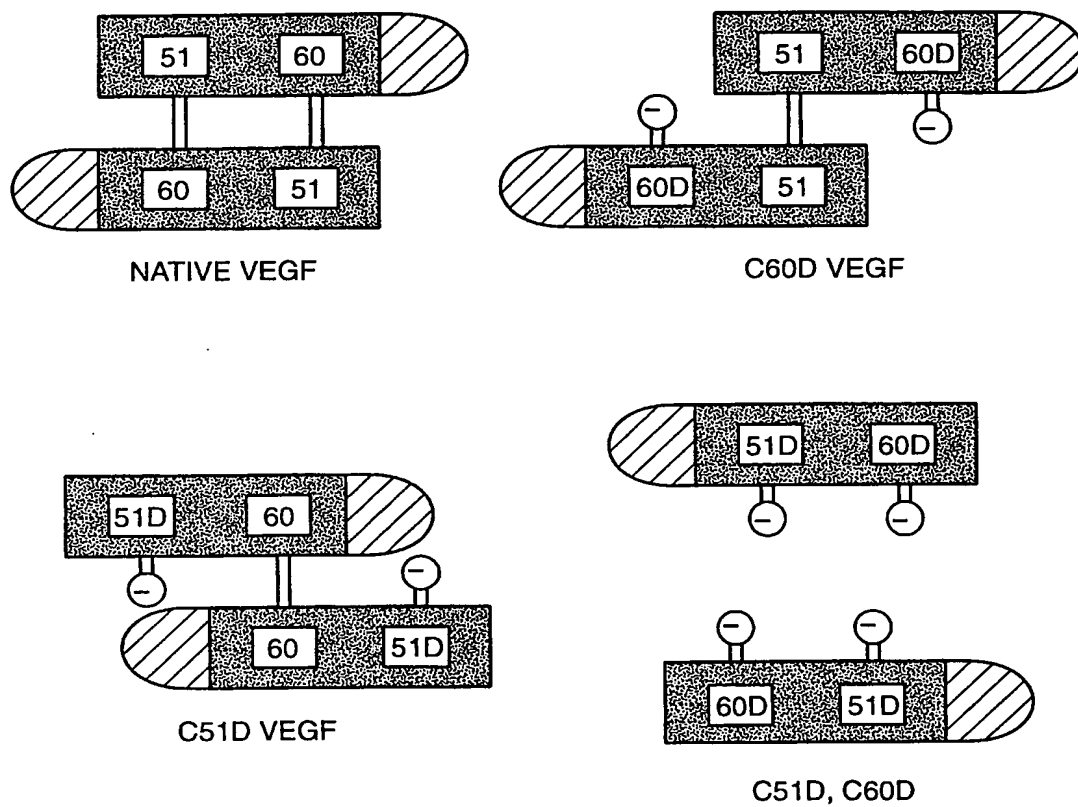 51 60
60 51
NATIVE VEGF
51 60D
−
−
60D 51
C60D VEGF
51D 60
−
−
60 51D
C51D VEGF
51D 60D
− −
− −
60D 51D
C51D, C60D